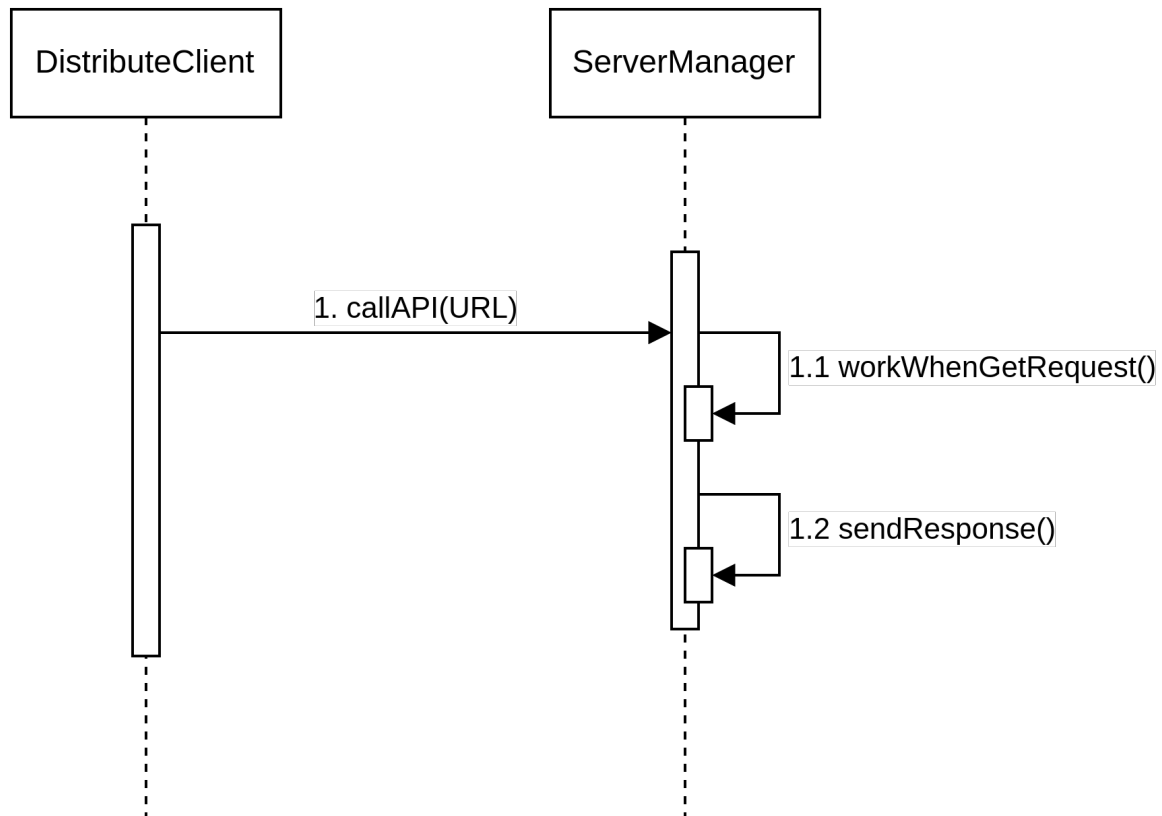 DistributeClient
ServerManager
1. callAPI(URL)
1.1 workWhenGetRequest()
1.2 sendResponse()